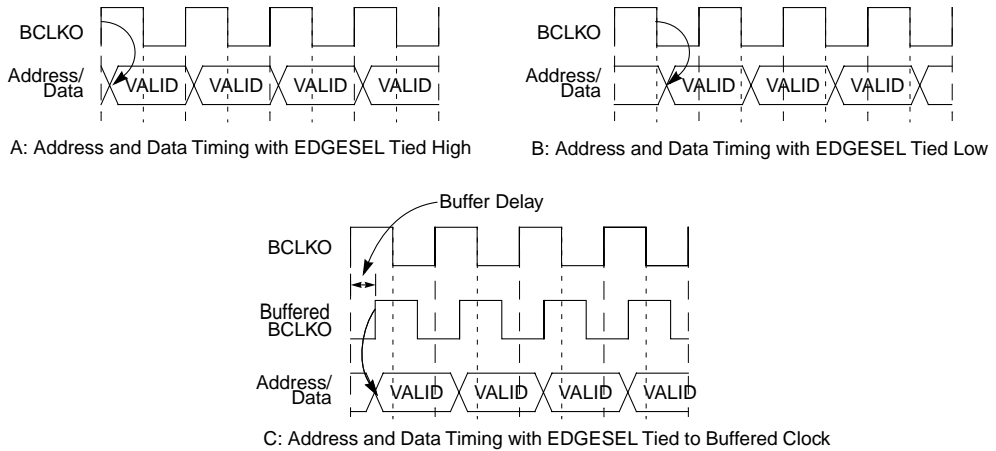 BCLKO
Address/
Data
VALID VALID VALID VALID
A: Address and Data Timing with EDGESEL Tied High
BCLKO
Address/
Data
VALID VALID VALID
B: Address and Data Timing with EDGESEL Tied Low
Buffer Delay
BCLKO
Buffered
BCLKO
Address/
Data
VALID VALID VALID VALID
C: Address and Data Timing with EDGESEL Tied to Buffered Clock